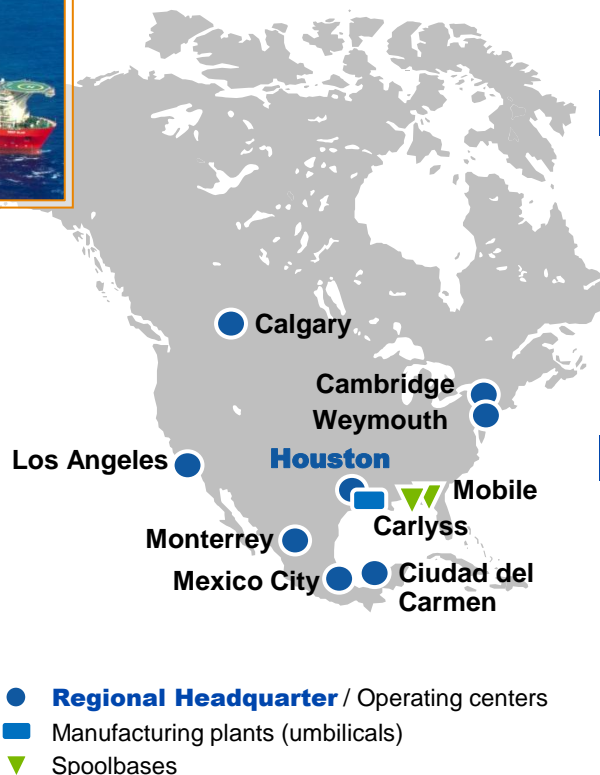 Calgary
Cambridge
Weymouth
Los Angeles
Houston
Mobile
Carlyss
Monterrey
Mexico City
Ciudad del
Carmen
Regional Headquarter / Operating centers
Manufacturing plants (umbilicals)
Spoolbases